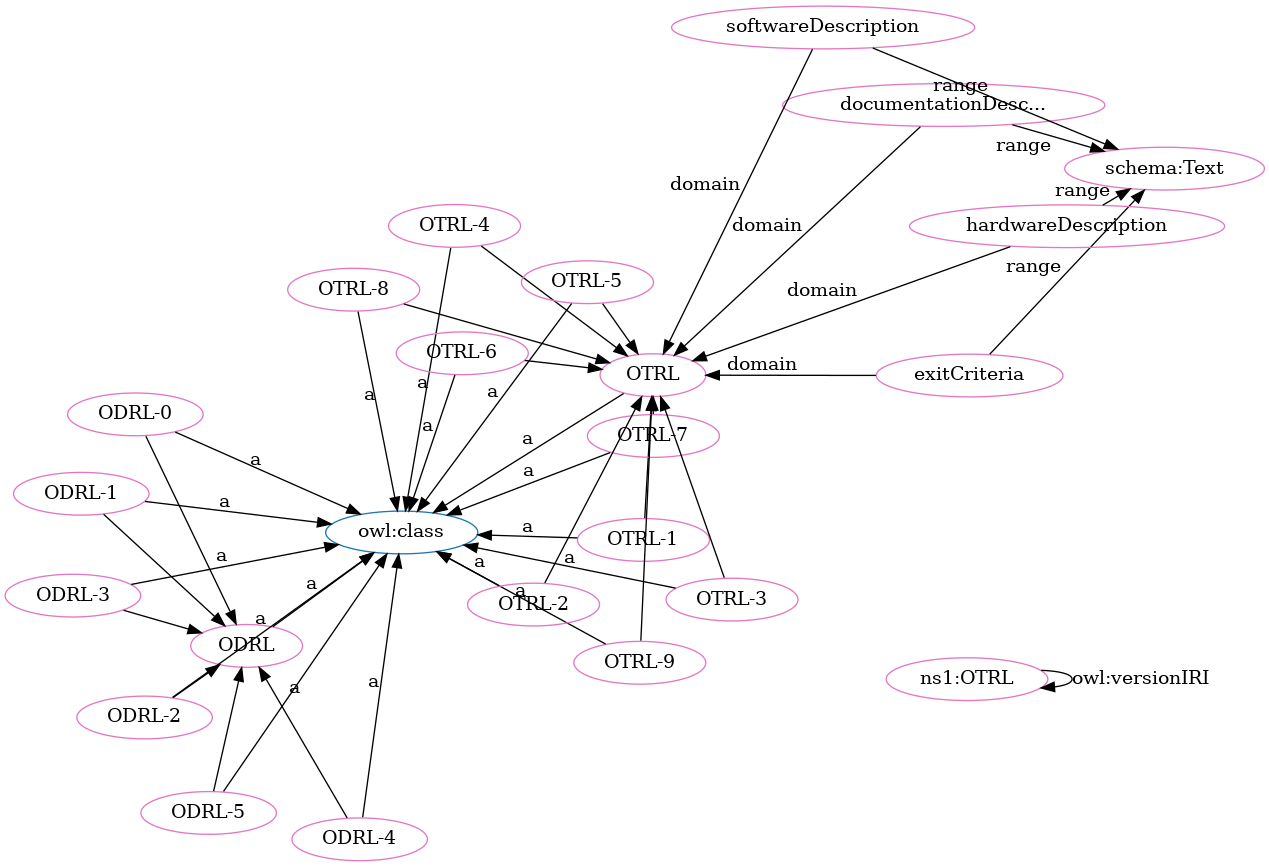 softwareDescription
range
documentationDesc...
range
schema:Text
domain
range
OTRL-4
domain
hardwareDescription
range
OTRL-5
OTRL-8
domain
OTRL-6
domain
OTRL
exitCriteria
a
a
a
ODRL-0
a
OTRL-7
a
a
a
ODRL-1
a
owl:class
a
OTRL-1
a
a
a
ODRL-3
a
a
OTRL-2
OTRL-3
a
ODRL
OTRL-9
ns1:OTRL
owl:versionIRI
a
a
ODRL-2
ODRL-5
ODRL-4